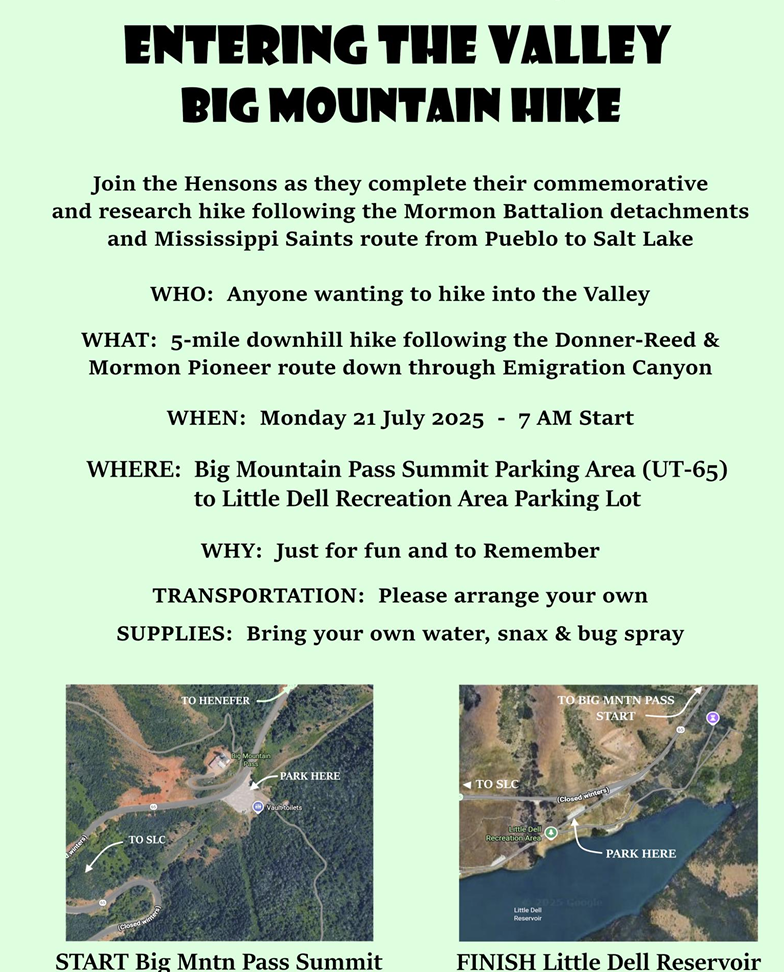 ENTERING THE VALLEY
BIG MOUNTAIN HIKE
Join the Hensons as they complete their commemorative
and research hike following the Mormon Battalion detachments
and Mississippi Saints route from Pueblo to Salt Lake
WHO: Anyone wanting to hike into the Valley
WHAT: 5-mile downhill hike following the Donner-Reed &
Mormon Pioneer route down through Emigration Canyon
WHEN: Monday 21 July 2025 - 7 AM Start
WHERE: Big Mountain Pass Summit Parking Area (UT-65)
to Little Dell Recreation Area Parking Lot
WHY: Just for fun and to Remember
TRANSPORTATION: Please arrange your own
SUPPLIES: Bring your own water, snax & bug spray
TO HENEFER
Big Mountain
Pass
PARK HERE
65
Vault toilets
winters)
TO SLC
65
(Closed winters)
START Big Mntn Pass Summit
TO BIG MNTN PASS
START
65
TO SLC
(Closed winters)
Little Dell
Recreation Area
PARK HERE
Little Dell
Reservoir
FINISH Little Dell Reservoir